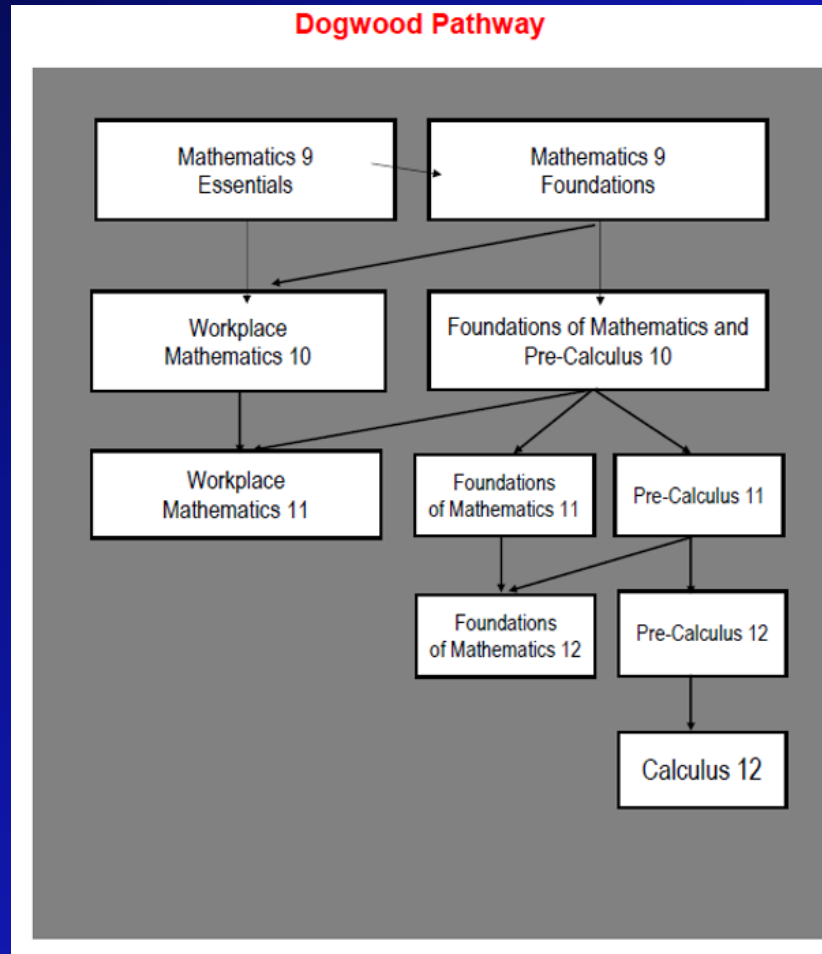 Dogwood Pathway
Mathematics 9
Essentials
Mathematics 9
Foundations
Workplace
Mathematics 10
Foundations of Mathematics and
Pre-Calculus 10
Workplace
Mathematics 11
Foundations
of Mathematics 11
Pre-Calculus 11
Foundations
of Mathematics 12
Pre-Calculus 12
Calculus 12